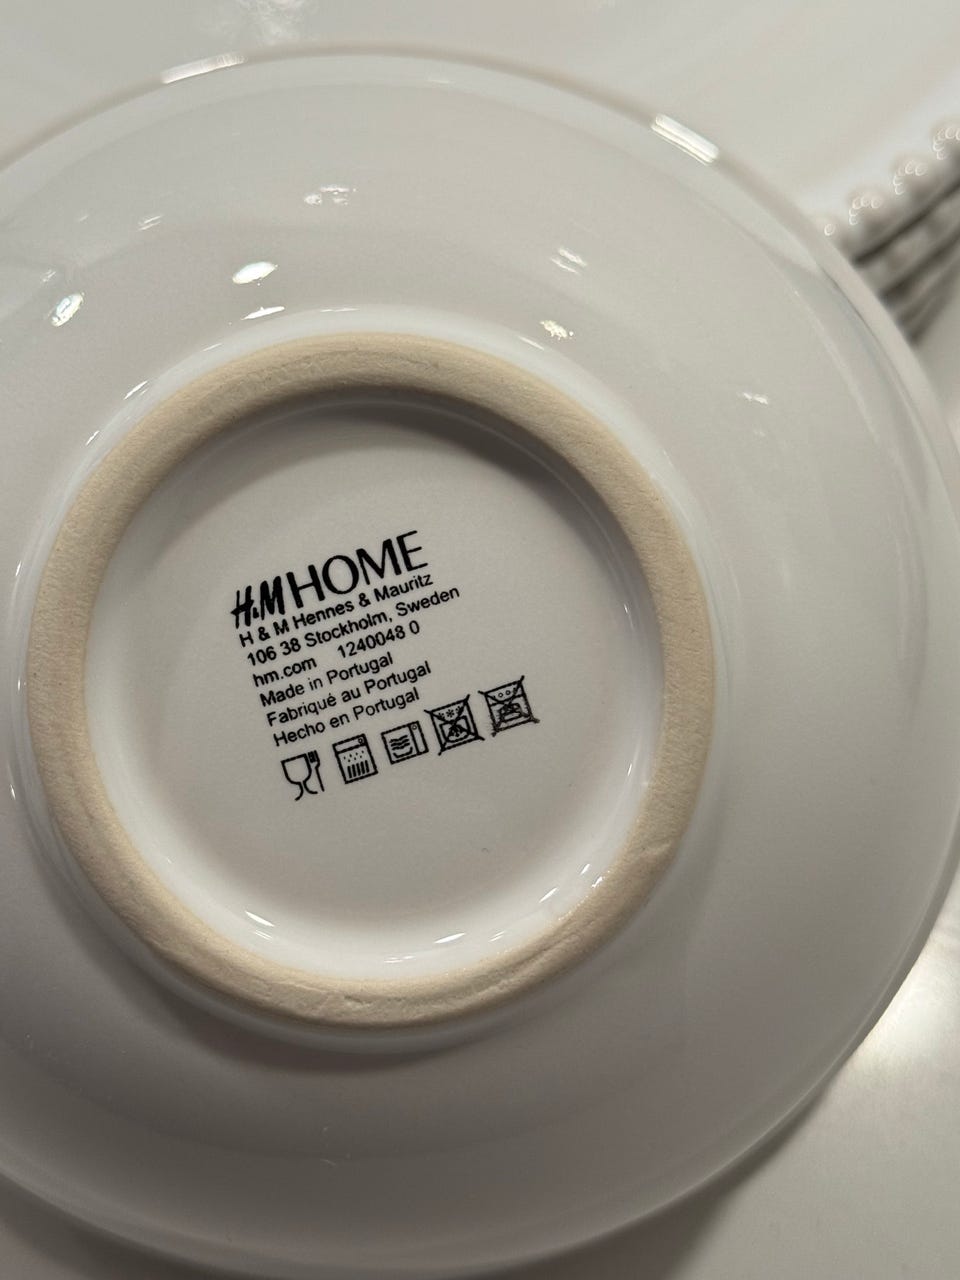 H&M HOME
H & M Hennes & Mauritz
106 38 Stockholm, Sweden
hm.com 1240048 0
Made in Portugal
Fabriqué au Portugal
Hecho en Portugal